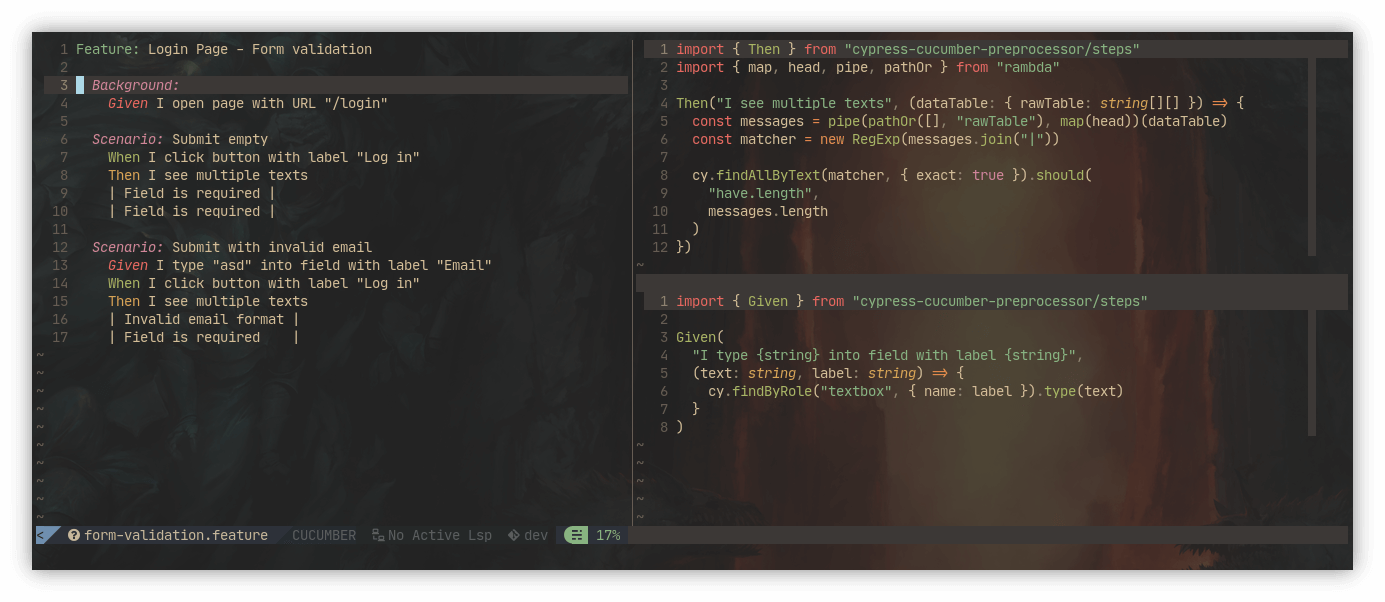 1 Feature: Login Page - Form validation
2
3 Background:
4 Given I open page with URL "/login"
5
6 Scenario: Submit empty
7 When I click button with label "Log in"
8 Then I see multiple texts
9 | Field is required |
10 | Field is required |
11
12 Scenario: Submit with invalid email
13 Given I type "asd" into field with label "Email"
14 When I click button with label "Log in"
15 Then I see multiple texts
16 | Invalid email format |
17 | Field is required    |
~
~
~
~
~
~
~
~
~
~
1 import { Then } from "cypress-cucumber-preprocessor/steps"
2 import { map, head, pipe, pathOr } from "rambda"
3
4 Then("I see multiple texts", (dataTable: { rawTable: string[][] }) => {
5   const messages = pipe(pathOr([], "rawTable"), map(head))(dataTable)
6   const matcher = new RegExp(messages.join("|"))
7
8   cy.findAllByText(matcher, { exact: true }).should(
9     "have.length",
10     messages.length
11   )
12 })
~
1 import { Given } from "cypress-cucumber-preprocessor/steps"
2
3 Given(
4   "I type {string} into field with label {string}",
5   (text: string, label: string) => {
6     cy.findByRole("textbox", { name: label }).type(text)
7   }
8 )
~
~
~
~
~
< ? form-validation.feature CUCUMBER No Active Lsp dev 17%